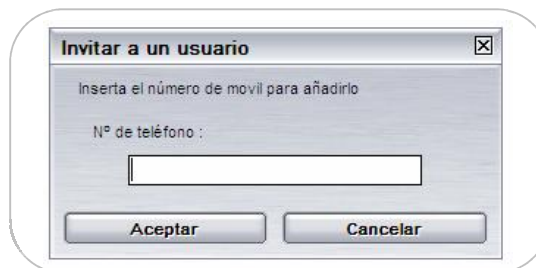 Invitar a un usuario
Inserta el número de movil para añadirlo
Nº de teléfono :
Aceptar Cancelar